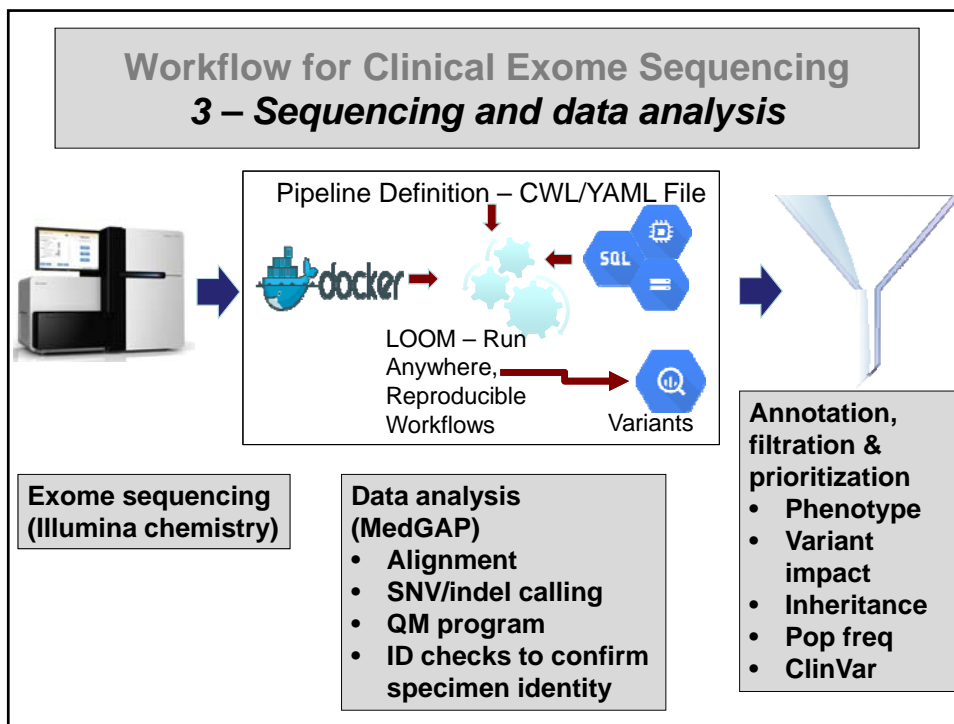 Workflow for Clinical Exome Sequencing
3 – Sequencing and data analysis
Pipeline Definition – CWL/YAML File
docker
SQL
LOOM – Run
Anywhere,
Reproducible
Workflows
Variants
Exome sequencing
(Illumina chemistry)
Data analysis
(MedGAP)
• Alignment
• SNV/indel calling
• QM program
• ID checks to confirm
specimen identity
Annotation,
filtration &
prioritization
• Phenotype
• Variant
impact
• Inheritance
• Pop freq
• ClinVar